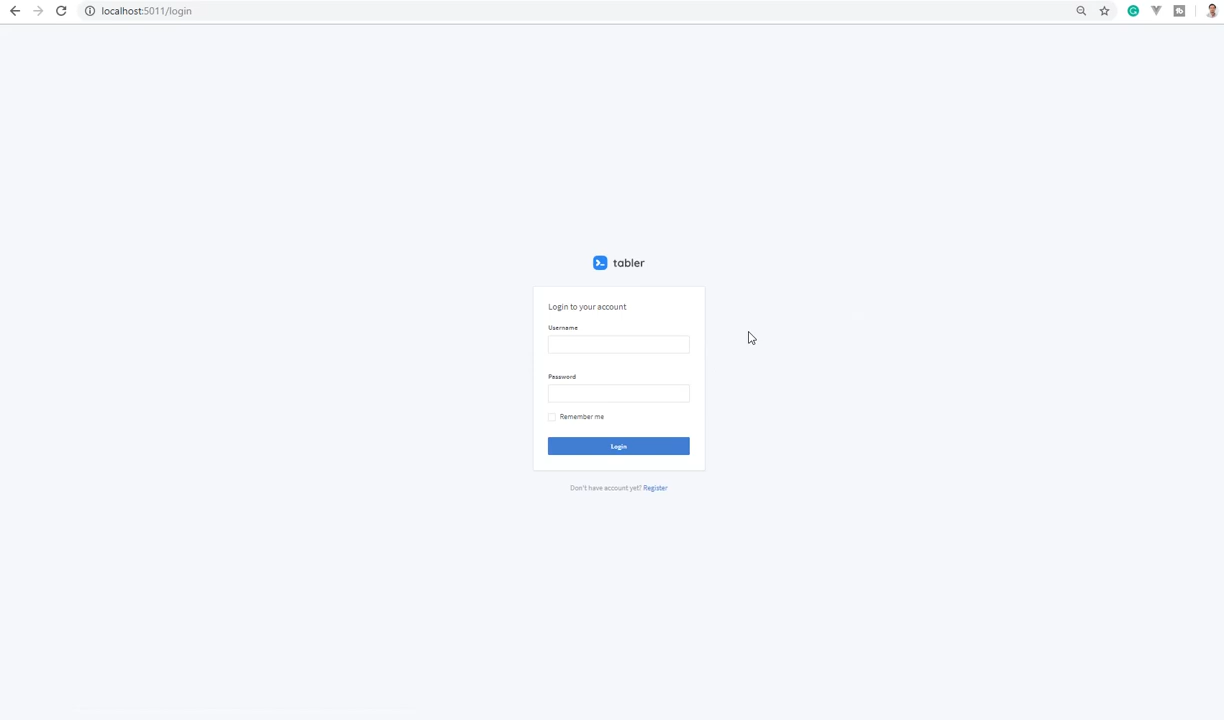 localhost:5011/login
tabler
Login to your account
Username
Password
Remember me
Login
Don't have account yet? Register